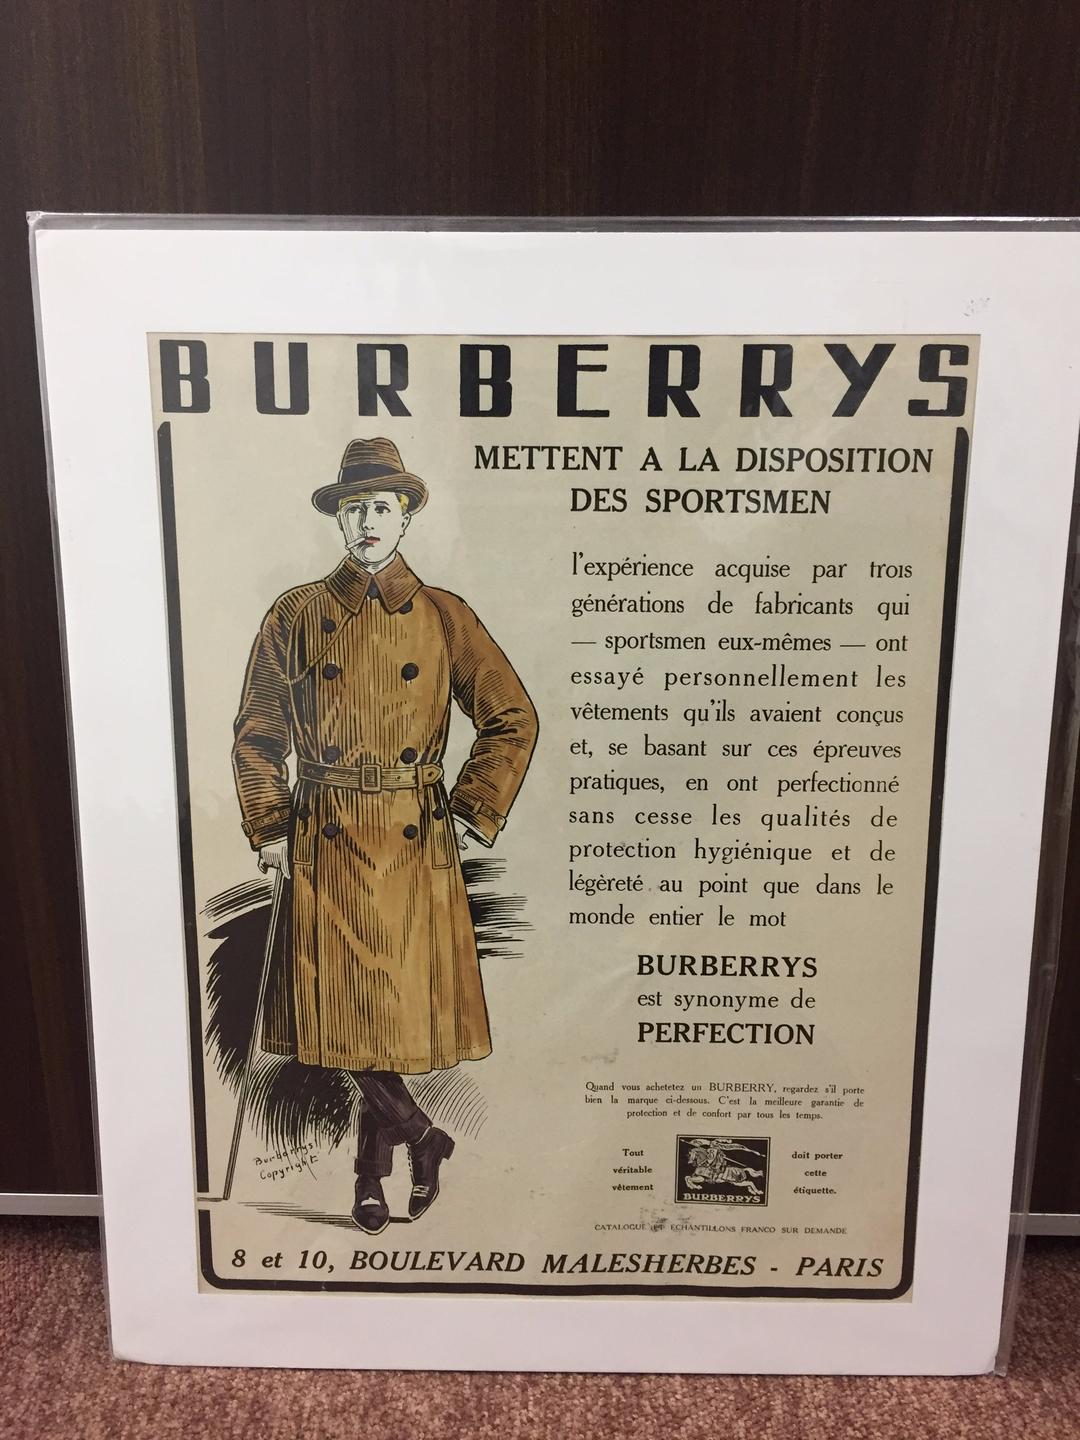 BURBERRYS
METTENT A LA DISPOSITION
DES SPORTSMEN
l'expérience acquise par trois
générations de fabricants qui
— sportsmen eux-mêmes — ont
essayé personnellement les
vêtements qu'ils avaient conçus
et, se basant sur ces épreuves
pratiques, en ont perfectionné
sans cesse les qualités de
protection hygiénique et de
légèreté au point que dans le
monde entier le mot
BURBERRYS
est synonyme de
PERFECTION
Quand vous achetetez un BURBERRY, regardez s'il porte
bien la marque ci-dessous. C'est la meilleure garantie de
protection et de confort par tous les temps.
Tout
véritable
vêtement
BURBERRYS
doit porter
cette
étiquette.
Burberrys
Copyright
CATALOGUE ET ECHANTILLONS FRANCO SUR DEMANDE
8 et 10, BOULEVARD MALESHERBES - PARIS